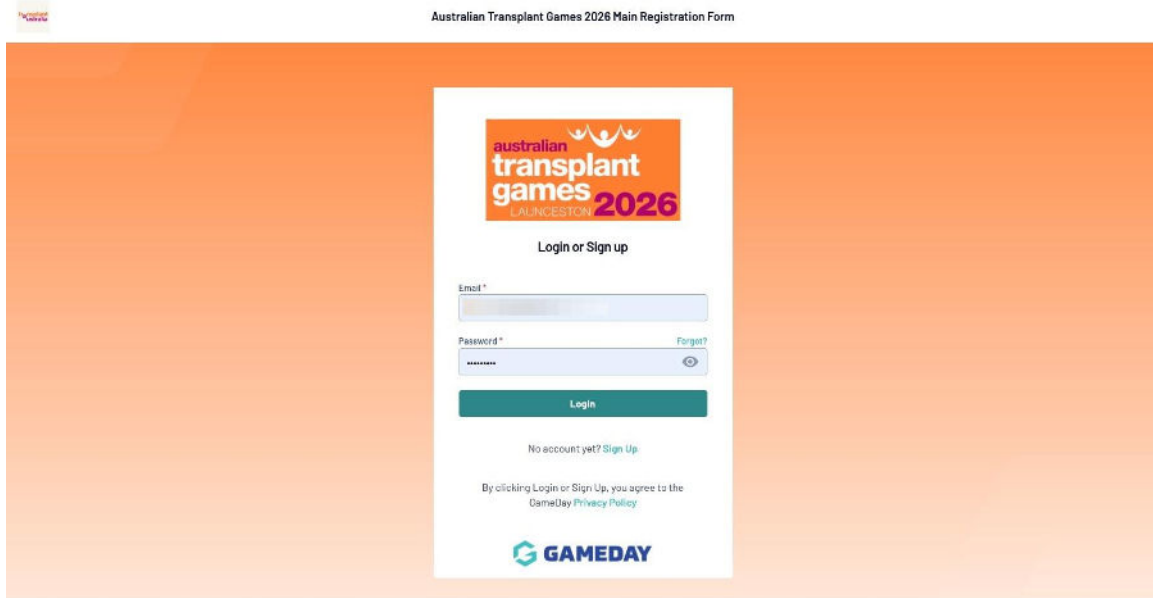 Transplant
Australia
Australian Transplant Games 2026 Main Registration Form
australian
transplant
games
LAUNCESTON 2026
Login or Sign up
Email *
Password *
Forgot?
Login
No account yet? Sign Up
By clicking Login or Sign Up, you agree to the
GameDay Privacy Policy
GAMEDAY